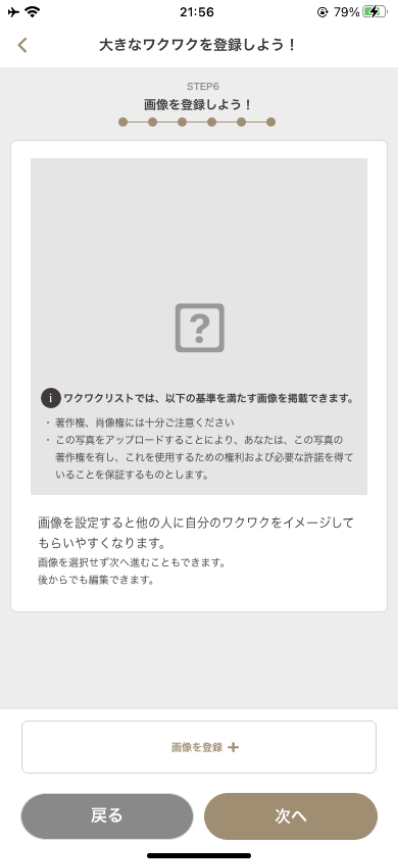 21:56
79%
大きなワクワクを登録しよう！
STEP6
画像を登録しよう！
?
i ワクワクリストでは、以下の基準を満たす画像を掲載できます。
・ 著作権、肖像権には十分ご注意ください
・ この写真をアップロードすることにより、あなたは、この写真の
著作権を有し、これを使用するための権利および必要な許諾を得て
いることを保証するものとします。
画像を設定すると他の人に自分のワクワクをイメージして
もらいやすくなります。
画像を選択せず次へ進むこともできます。
後からでも編集できます。
画像を登録 +
戻る
次へ